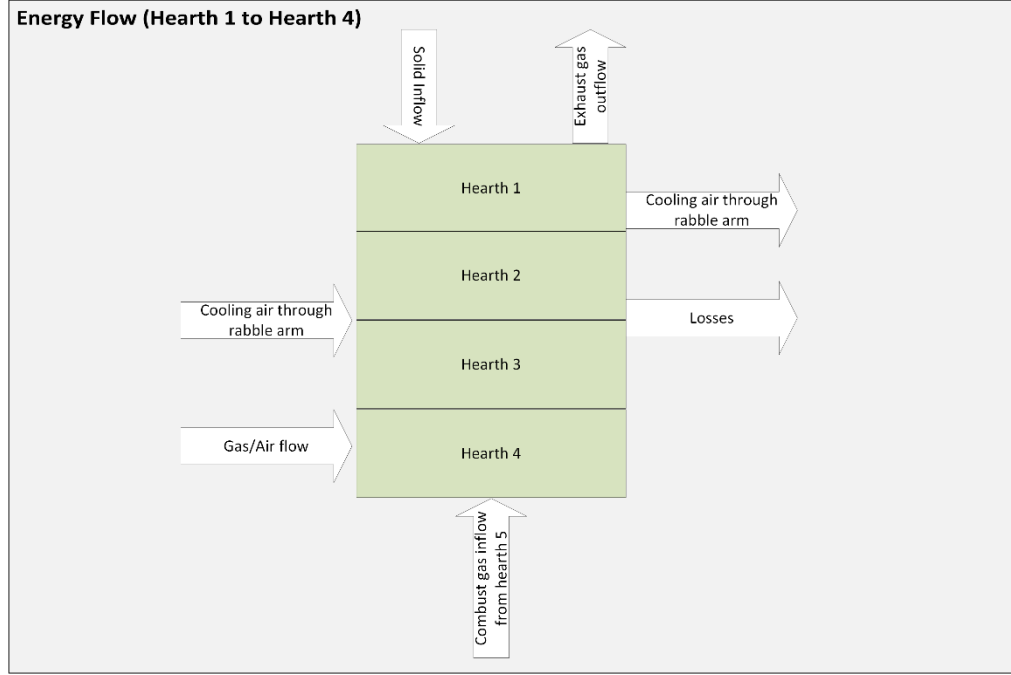 Energy Flow (Hearth 1 to Hearth 4)
Solid Inflow
Exhaust gas
outflow
Hearth 1
Cooling air through
rabble arm
Hearth 2
Cooling air through
rabble arm
Losses
Hearth 3
Gas/Air flow
Hearth 4
Combust gas inflow
from hearth 5